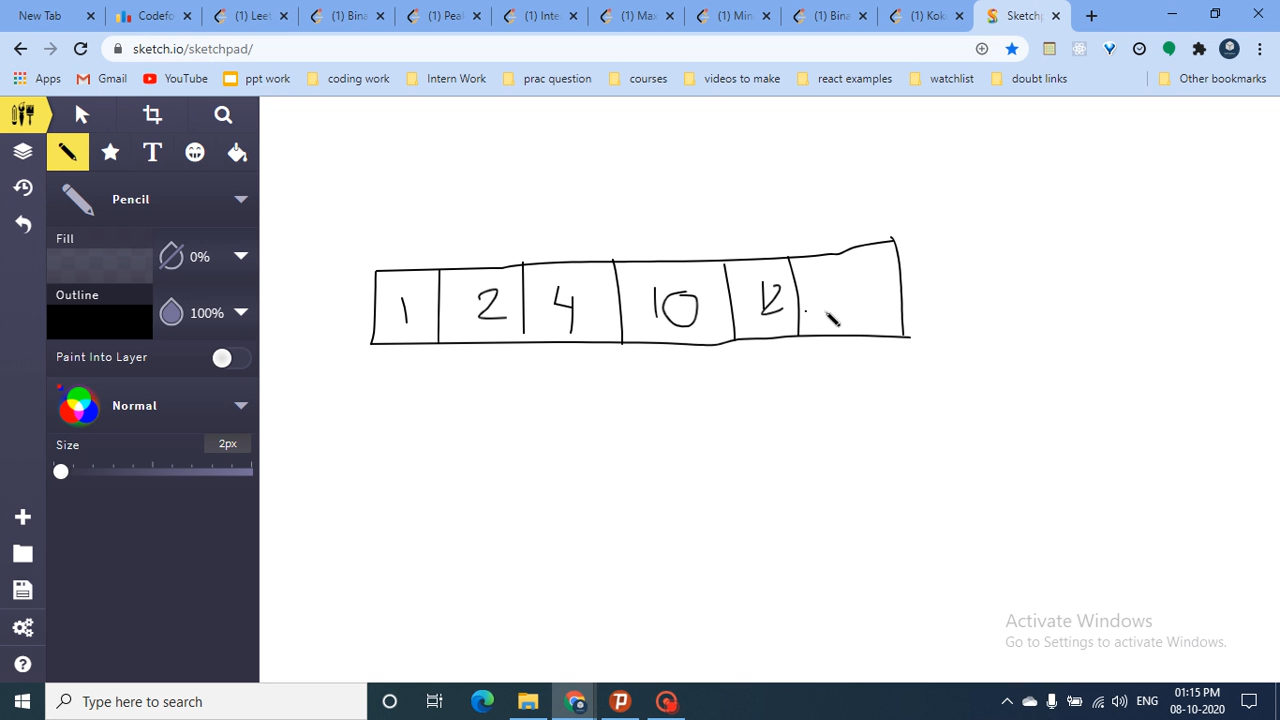 New Tab
Codefo
(1) Leet
(1) Bina
(1) Peak
(1) Inte
(1) Max
(1) Min
(1) Bina
(1) Kok
Sketchp
sketch.io/sketchpad/
Apps
Gmail
YouTube
ppt work
coding work
Intern Work
prac question
courses
videos to make
react examples
watchlist
doubt links
Other bookmarks
T
Pencil
Fill
0%
Outline
100%
Paint Into Layer
Normal
Size
2px
1 2 4 10 12
Activate Windows
Go to Settings to activate Windows.
Type here to search
ENG
01:15 PM
08-10-2020